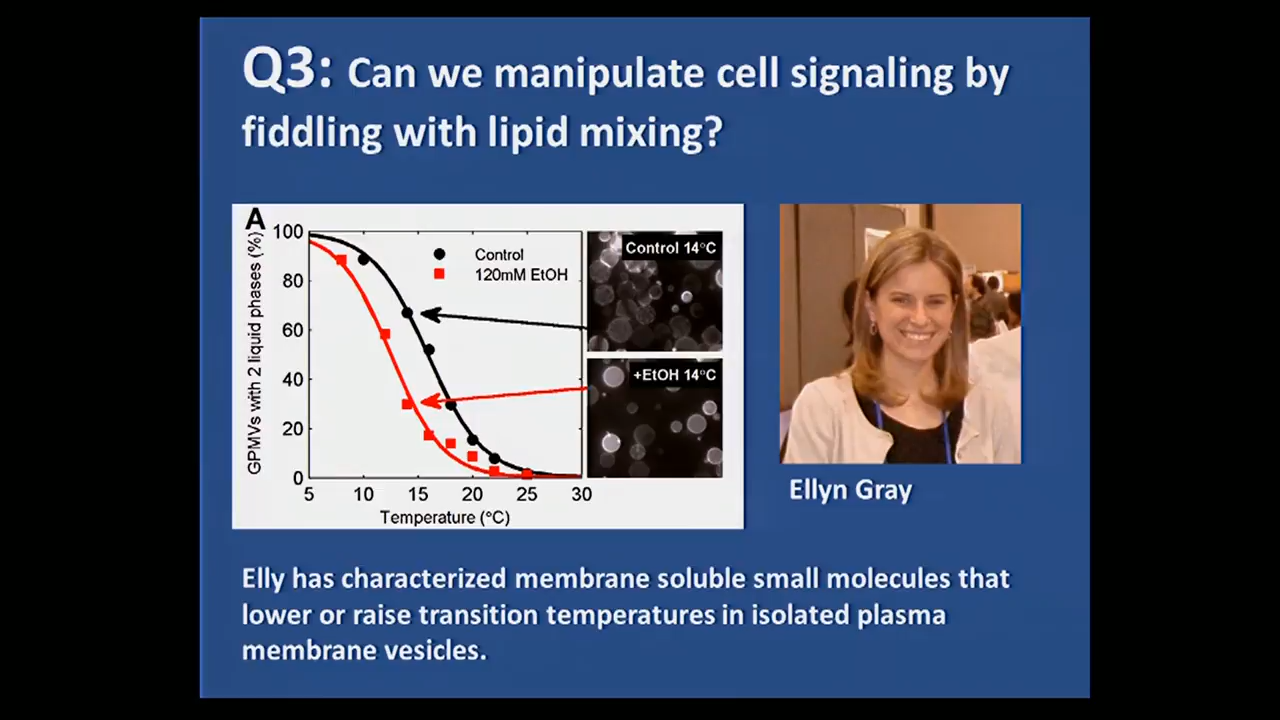 Q3: Can we manipulate cell signaling by
fiddling with lipid mixing?
A
GPMVs with 2 liquid phases (%)
100
80
60
40
20
0
5 10 15 20 25 30
Temperature (°C)
Control
120mM EtOH
Control 14°C
+EtOH 14°C
Ellyn Gray
Elly has characterized membrane soluble small molecules that
lower or raise transition temperatures in isolated plasma
membrane vesicles.